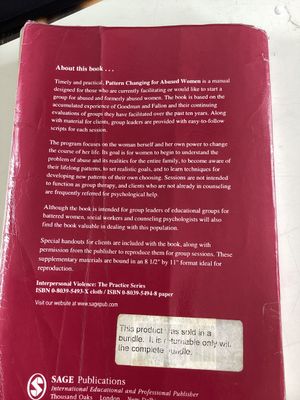 About this book . . .
Timely and practical, Pattern Changing for Abused Women is a manual
designed for those who are currently facilitating or would like to start a
group for abused and formerly abused women. The book is based on the
accumulated experience of Goodman and Fallon and their continuing
evaluations of groups they have facilitated over the past ten years. Along
with material for clients, group leaders are provided with easy-to-follow
scripts for each session.
The program focuses on the woman herself and her own power to change
the course of her life. Its goal is for women to begin to understand the
problem of abuse and its realities for the entire family, to become aware of
their lifelong patterns, to set realistic goals, and to learn techniques for
developing new patterns of their own choosing. Sessions are not intended
to function as group therapy, and clients who are not already in counseling
are frequently referred for psychological help.
Although the book is intended for group leaders of educational groups for
battered women, social workers and counseling psychologists will also
find the book valuable in dealing with this population.
Special handouts for clients are included with the book, along with
permission from the publisher to reproduce them for group sessions. These
supplementary materials are bound in an 8 1/2" by 11" format ideal for
reproduction.
Interpersonal Violence: The Practice Series
ISBN 0-8039-5493-X cloth / ISBN 0-8039-5494-8 paper
Visit our website at www.sagepub.com
This product as sold in a
bundle. It is returnable only with
the complete
SAGE Publications
International Educational and Professional Publisher
Thousand Oaks London